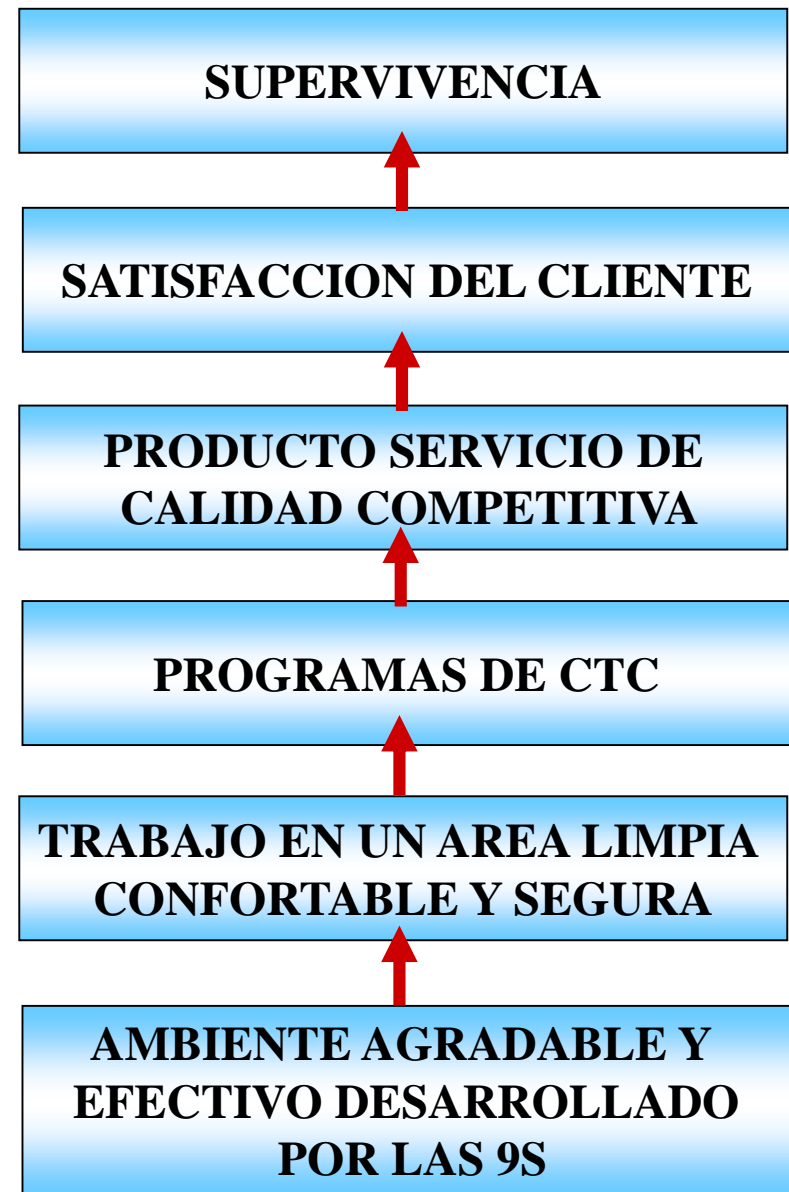 SUPERVIVENCIA
SATISFACCION DEL CLIENTE
PRODUCTO SERVICIO DE
CALIDAD COMPETITIVA
PROGRAMAS DE CTC
TRABAJO EN UN AREA LIMPIA
CONFORTABLE Y SEGURA
AMBIENTE AGRADABLE Y
EFECTIVO DESARROLLADO
POR LAS 9S